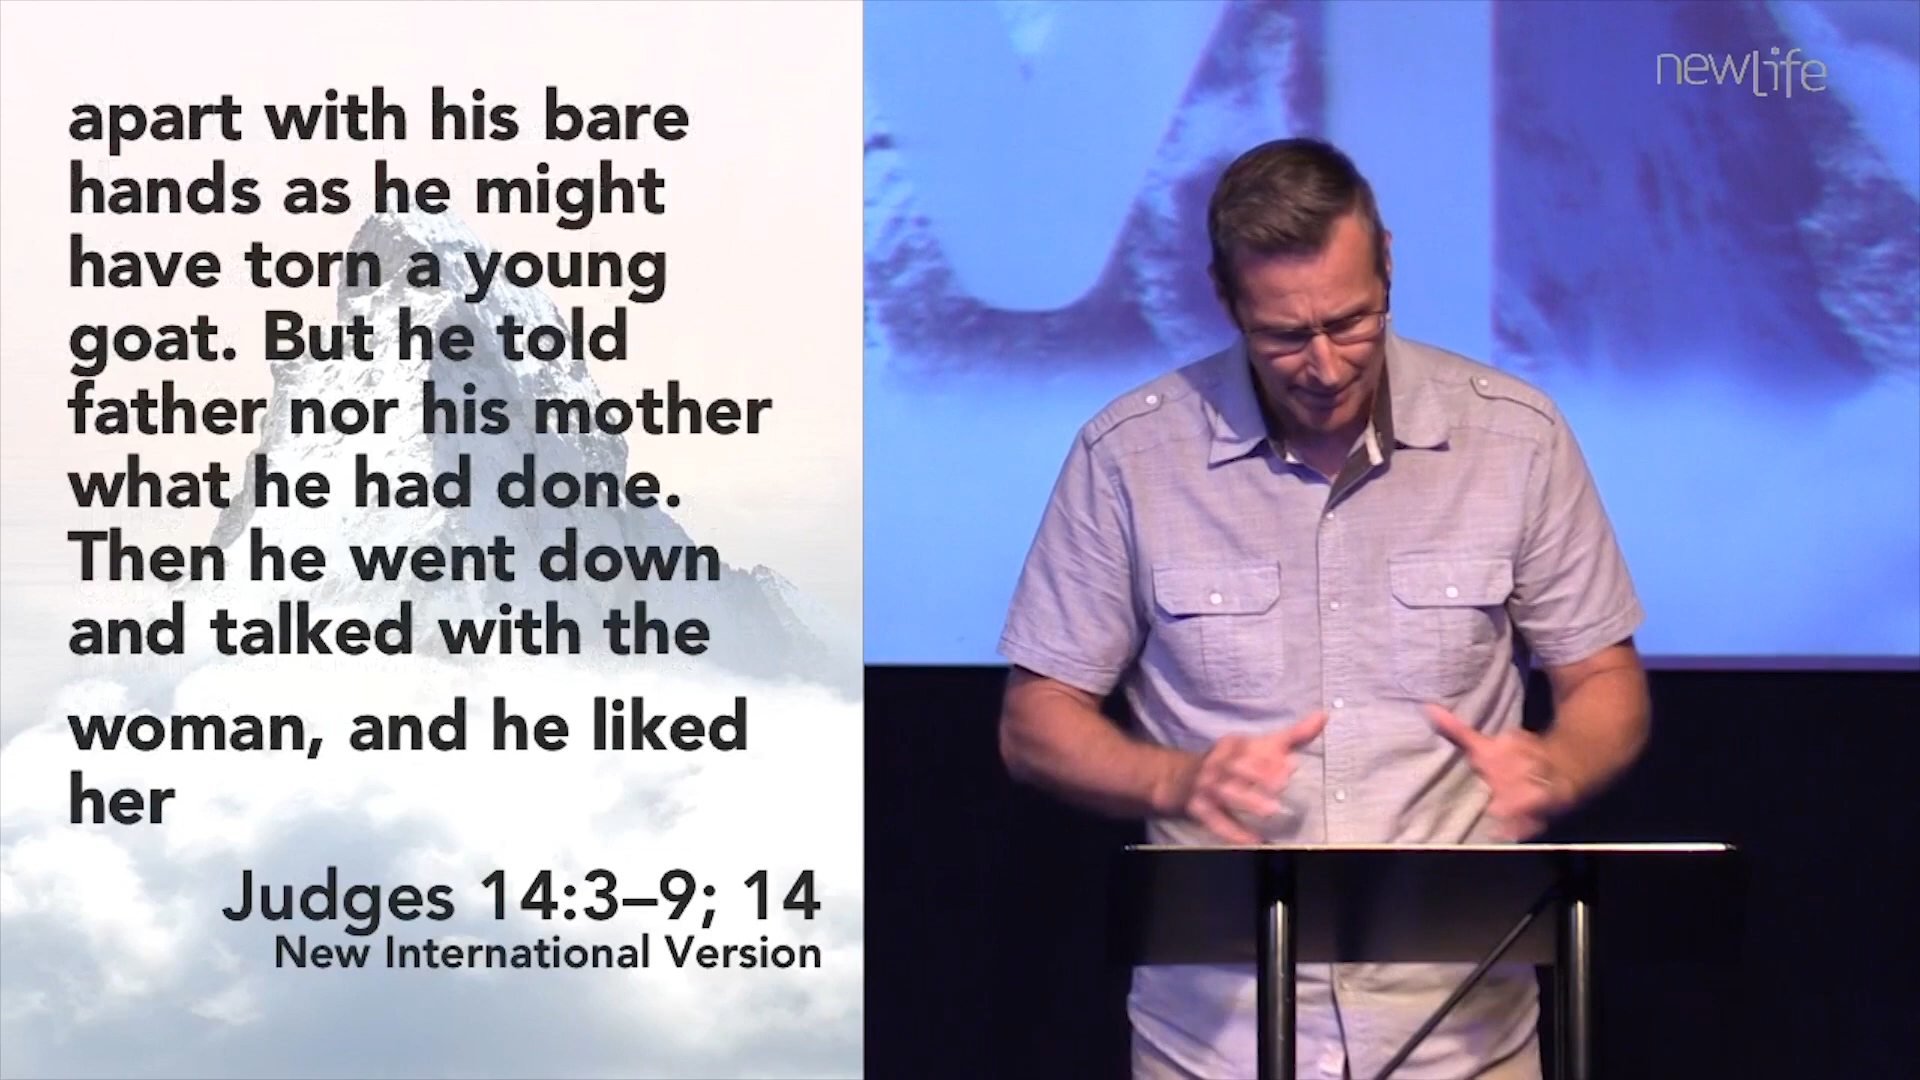 apart with his bare
hands as he might
have torn a young
goat. But he told
father nor his mother
what he had done.
Then he went down
and talked with the
woman, and he liked
her
Judges 14:3–9; 14
New International Version
newlife